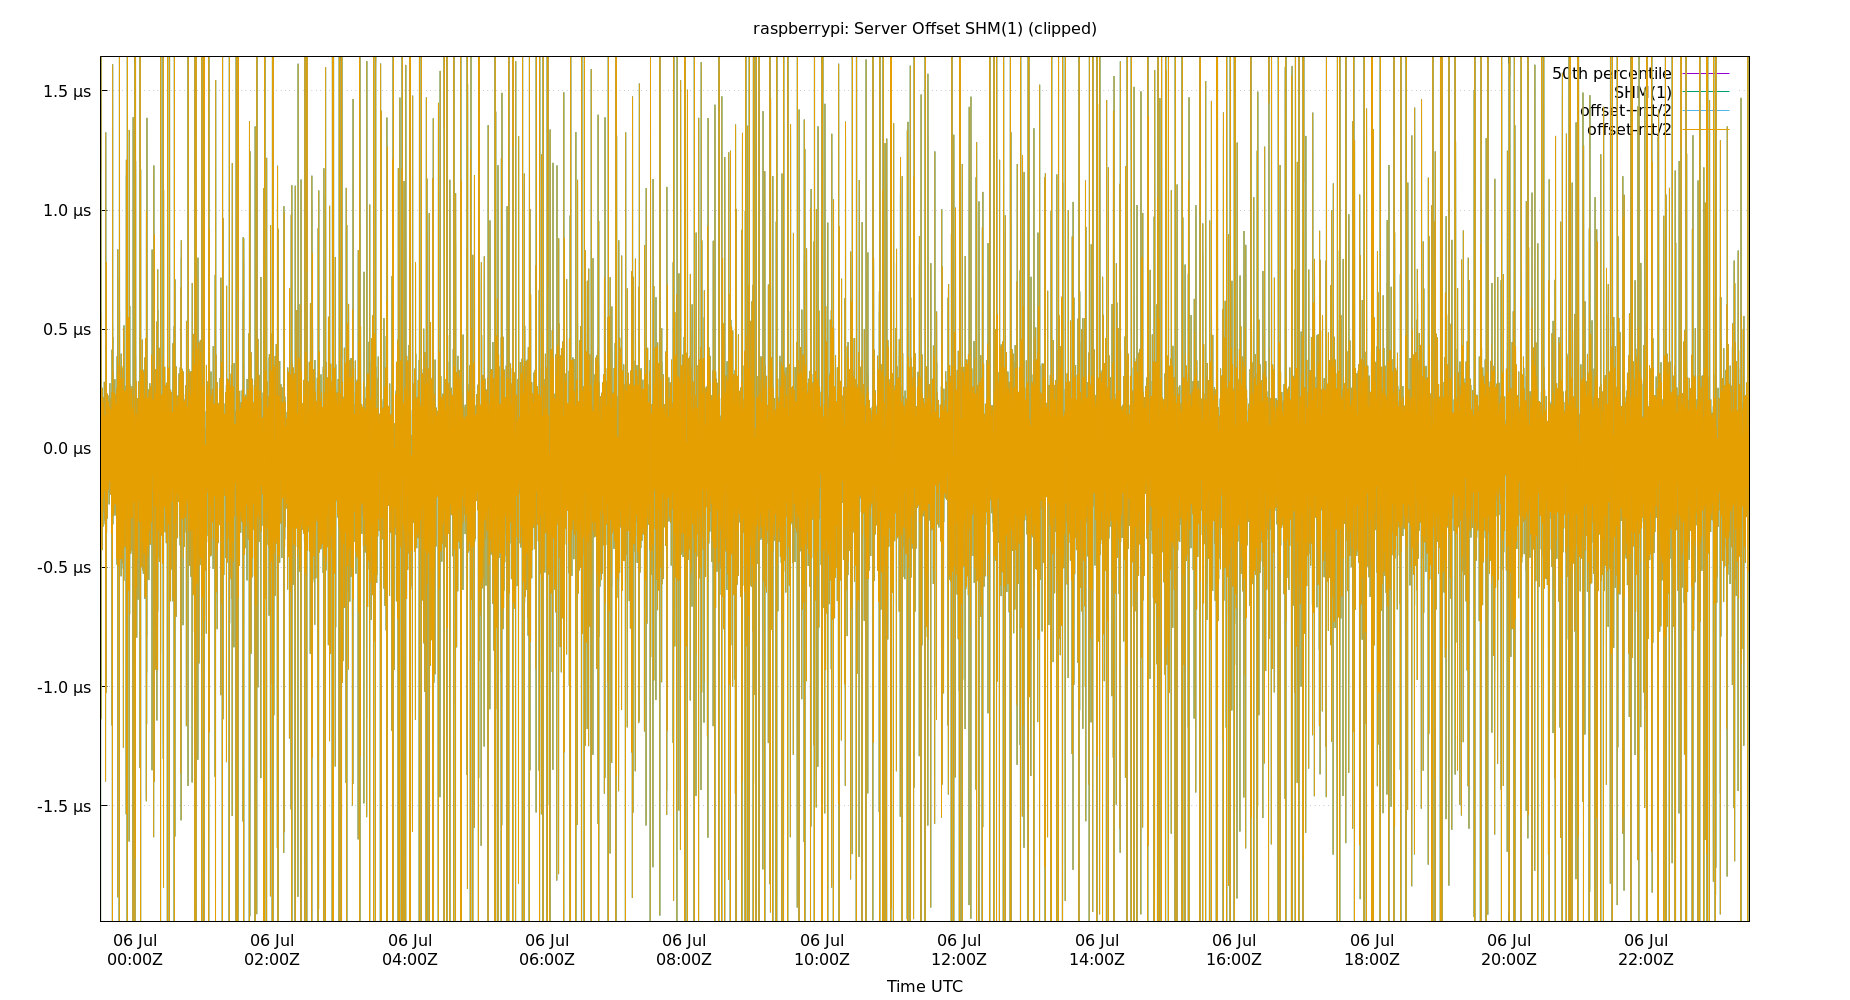 raspberrypi: Server Offset SHM(1) (clipped)
1.5 µs
1.0 µs
0.5 µs
0.0 µs
-0.5 µs
-1.0 µs
-1.5 µs
50th percentile
SHM(1)
offset+rtt/2
offset-rtt/2
06 Jul 06 Jul 06 Jul 06 Jul 06 Jul 06 Jul 06 Jul 06 Jul 06 Jul 06 Jul 06 Jul 06 Jul
00:00Z 02:00Z 04:00Z 06:00Z 08:00Z 10:00Z 12:00Z 14:00Z 16:00Z 18:00Z 20:00Z 22:00Z
Time UTC